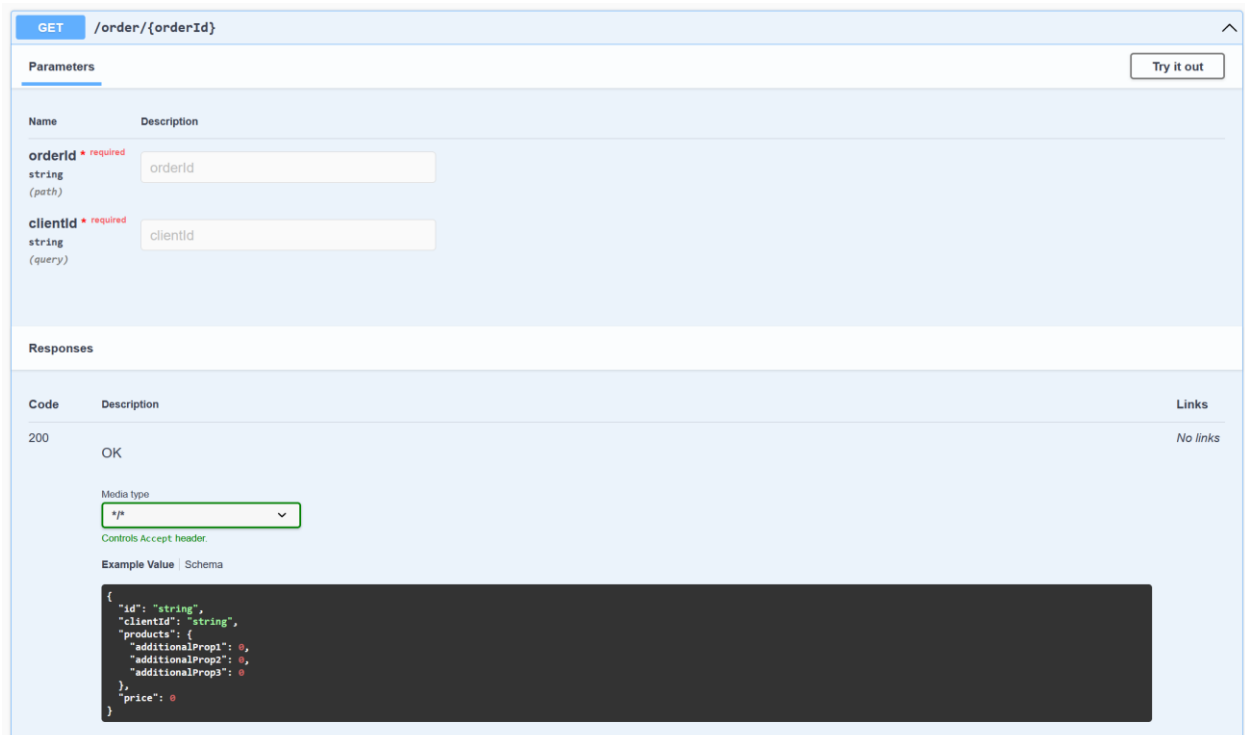 GET /order/{orderId}
Parameters
Try it out
Name Description
orderId * required
string
(path)
orderId
clientId * required
string
(query)
clientId
Responses
Code Description Links
200 OK No links
Media type
*/*
Controls Accept header.
Example Value Schema
{
  "id": "string",
  "clientId": "string",
  "products": {
    "additionalProp1": 0,
    "additionalProp2": 0,
    "additionalProp3": 0
  },
  "price": 0
}